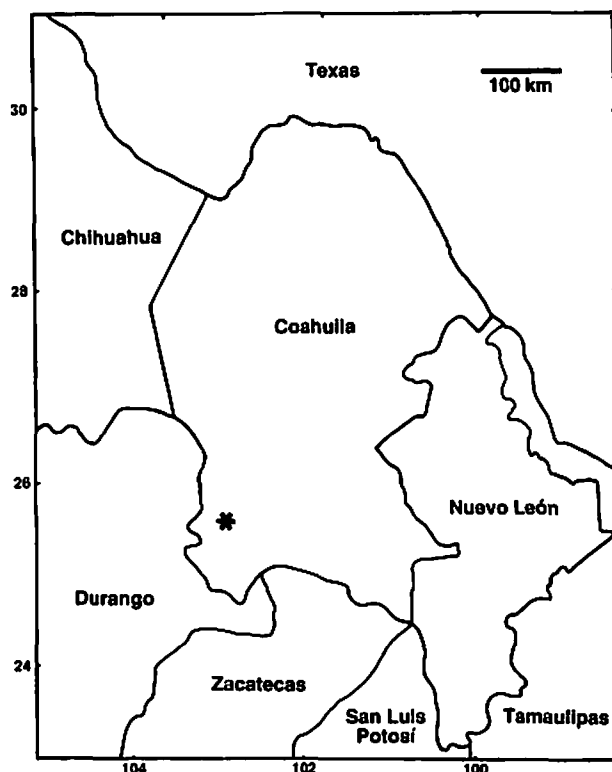 Texas
100 km
30
Chihuahua
28
Coahuila
26
*
Nuevo León
Durango
24
Zacatecas
San Luis
Potosí
Tamaulipas
104
102
100